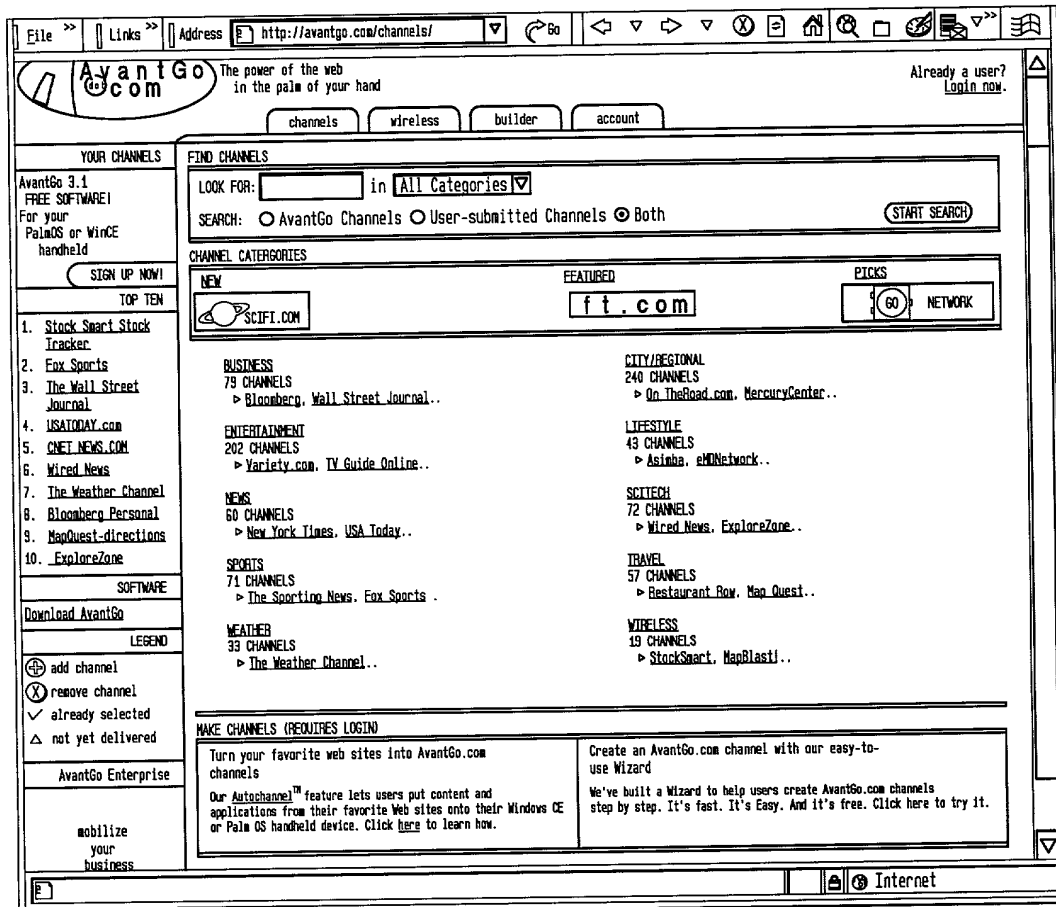 File >> Links >> Address http://avantgo.com/channels/ Go >>
AvantGo
dot com
The power of the web
in the palm of your hand
Already a user?
Login now.
channels wireless builder account
YOUR CHANNELS
AvantGo 3.1
FREE SOFTWARE!
For your
PalmOS or WinCE
handheld
SIGN UP NOW!
TOP TEN
1. Stock Smart Stock
Tracker
2. Fox Sports
3. The Wall Street
Journal
4. USATODAY.com
5. CNET NEWS.COM
6. Wired News
7. The Weather Channel
8. Bloomberg Personal
9. MapQuest-directions
10. ExploreZone
SOFTWARE
Download AvantGo
LEGEND
add channel
X remove channel
already selected
not yet delivered
AvantGo Enterprise
mobilize
your
business
FIND CHANNELS
LOOK FOR: in All Categories
SEARCH: AvantGo Channels User-submitted Channels Both START SEARCH
CHANNEL CATERGORIES
NEW FEATURED PICKS
SCIFI.COM ft.com GO NETWORK
BUSINESS
79 CHANNELS
Bloomberg, Wall Street Journal..
ENTERTAINMENT
202 CHANNELS
Variety.com, TV Guide Online..
NEWS
60 CHANNELS
New York Times, USA Today..
SPORTS
71 CHANNELS
The Sporting News, Fox Sports .
WEATHER
33 CHANNELS
The Weather Channel..
CITY/REGIONAL
240 CHANNELS
On TheRoad.com, MercuryCenter..
LIFESTYLE
43 CHANNELS
Asimba, eMDNetwork..
SCITECH
72 CHANNELS
Wired News, ExploreZone..
TRAVEL
57 CHANNELS
Restaurant Row, Map Quest..
WIRELESS
19 CHANNELS
StockSmart, MapBlast!..
MAKE CHANNELS (REQUIRES LOGIN)
Turn your favorite web sites into AvantGo.com
channels
Our Autochannel™ feature lets users put content and
applications from their favorite Web sites onto their Windows CE
or Palm OS handheld device. Click here to learn how.
Create an AvantGo.com channel with our easy-to-
use Wizard
We've built a Wizard to help users create AvantGo.com channels
step by step. It's fast. It's Easy. And it's free. Click here to try it.
Internet